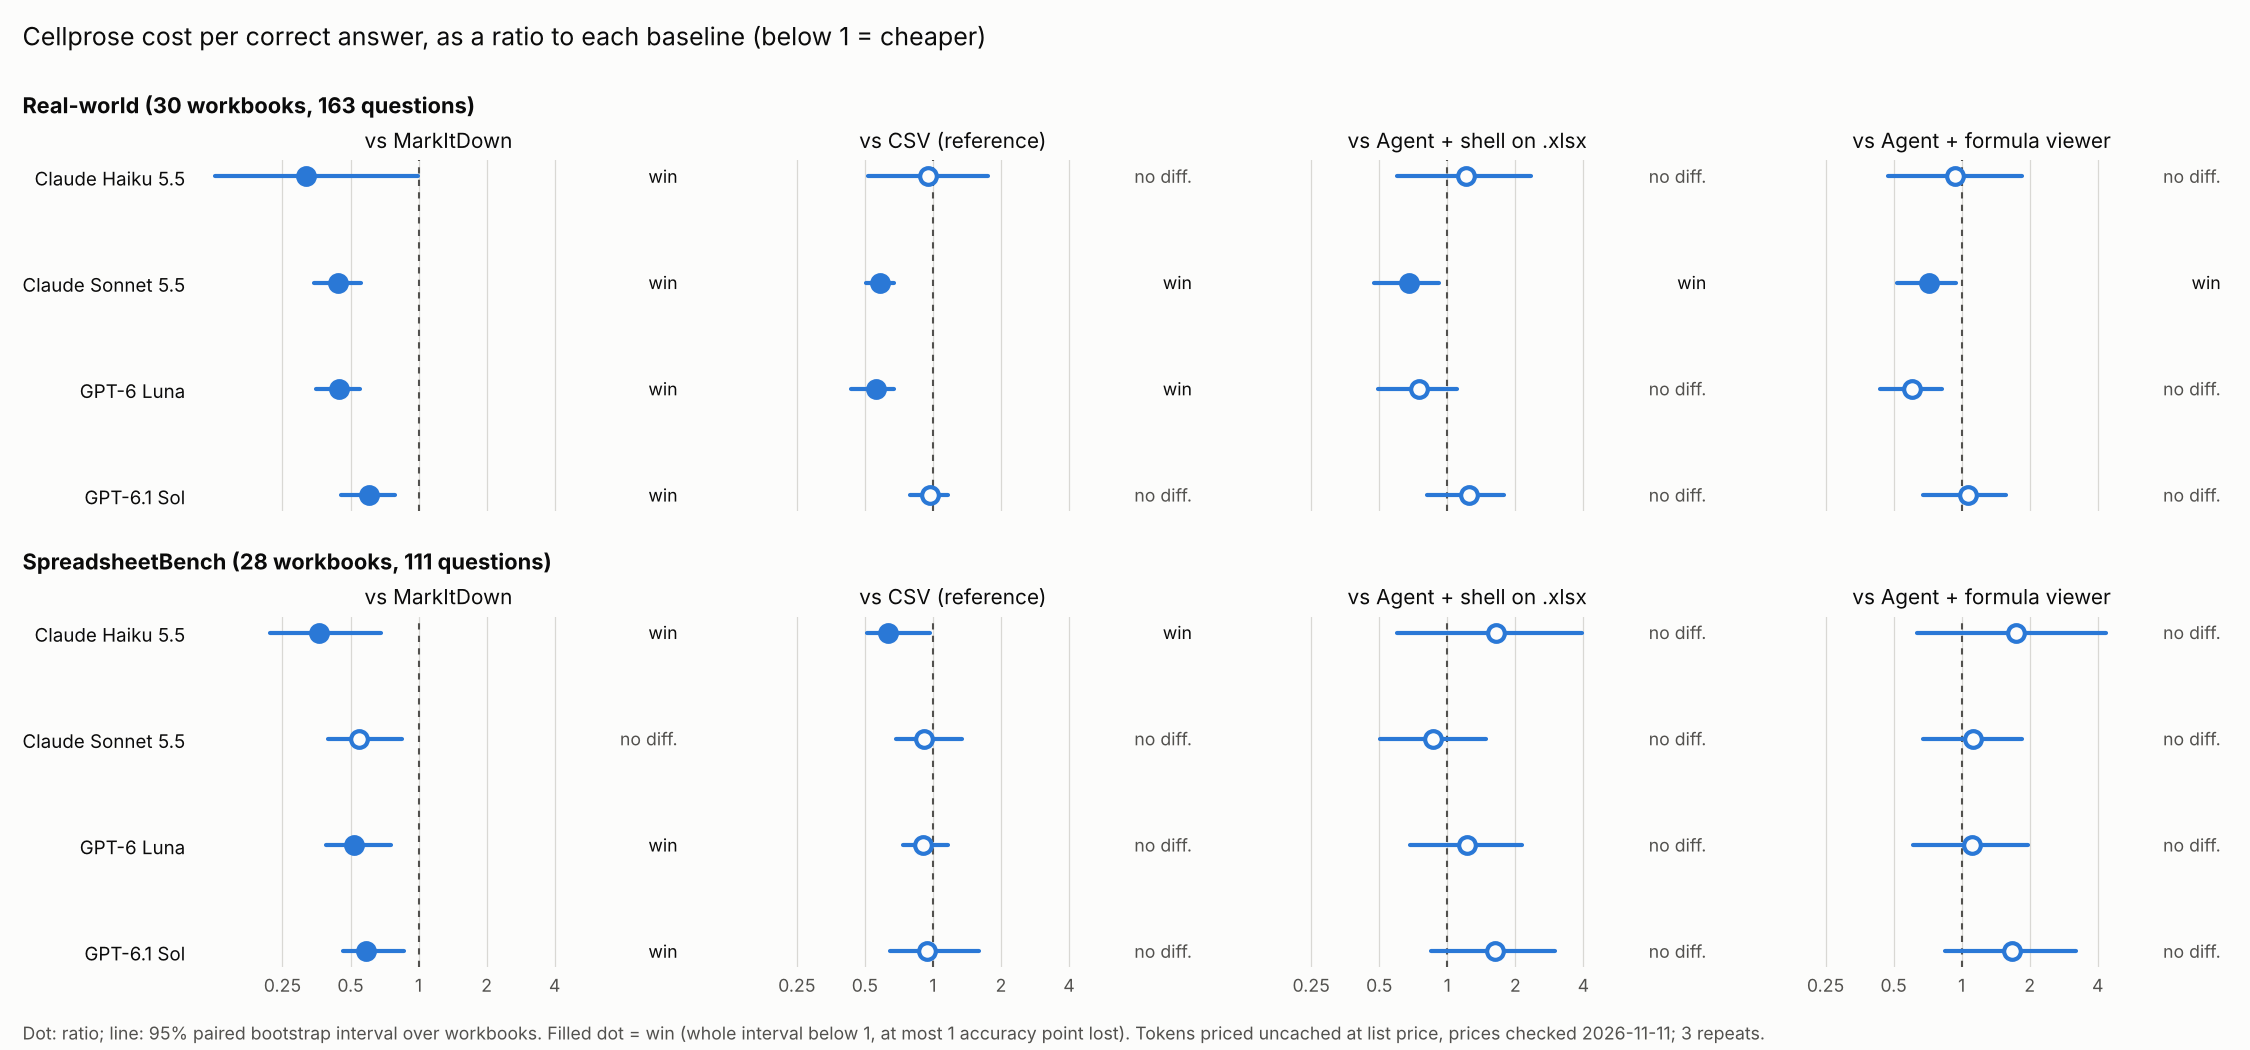 Cellprose cost per correct answer, as a ratio to each baseline (below 1 = cheaper)
Real-world (30 workbooks, 163 questions)
vs MarkItDown
vs CSV (reference)
vs Agent + shell on .xlsx
vs Agent + formula viewer
Claude Haiku 5.5 win no diff. no diff. no diff.
Claude Sonnet 5.5 win win win win
GPT-6 Luna win win no diff. no diff.
GPT-6.1 Sol win no diff. no diff. no diff.
SpreadsheetBench (28 workbooks, 111 questions)
vs MarkItDown
vs CSV (reference)
vs Agent + shell on .xlsx
vs Agent + formula viewer
Claude Haiku 5.5 win win no diff. no diff.
Claude Sonnet 5.5 no diff. no diff. no diff. no diff.
GPT-6 Luna win no diff. no diff. no diff.
GPT-6.1 Sol win no diff. no diff. no diff.
0.25 0.5 1 2 4 0.25 0.5 1 2 4 0.25 0.5 1 2 4 0.25 0.5 1 2 4
Dot: ratio; line: 95% paired bootstrap interval over workbooks. Filled dot = win (whole interval below 1, at most 1 accuracy point lost). Tokens priced uncached at list price, prices checked 2026-11-11; 3 repeats.